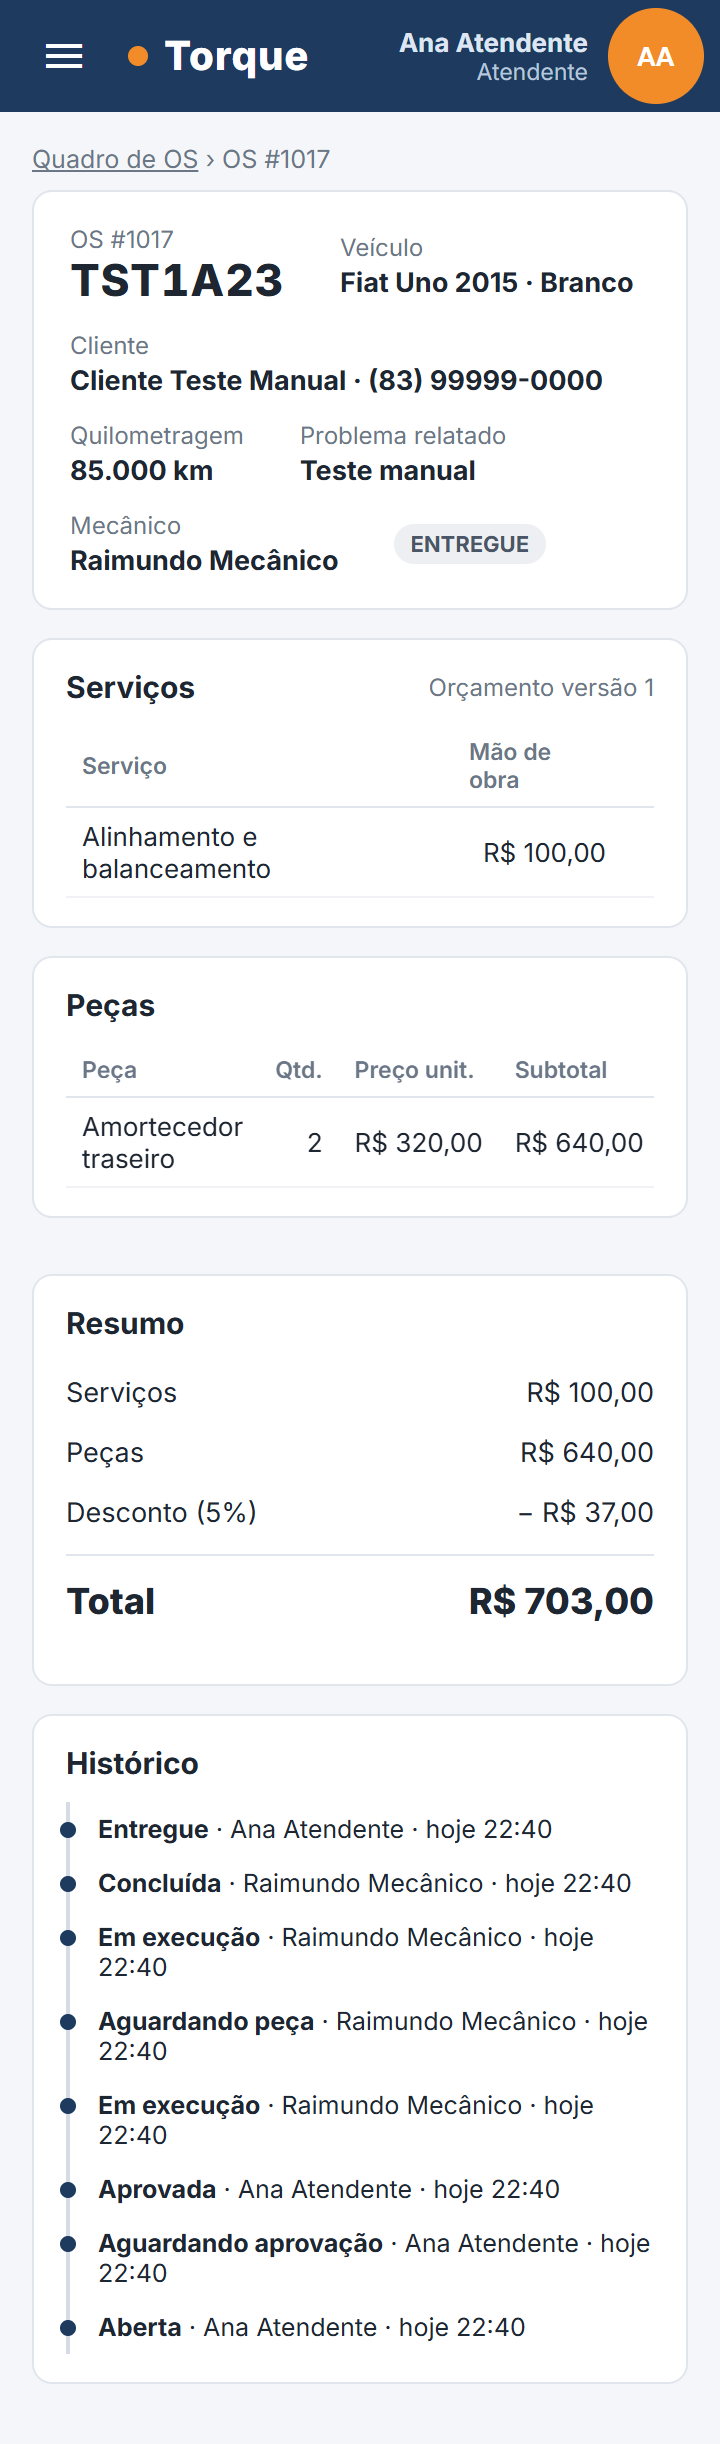 Torque
Ana Atendente
Atendente
AA
Quadro de OS › OS #1017
OS #1017
TST1A23
Veículo
Fiat Uno 2015 · Branco
Cliente
Cliente Teste Manual · (83) 99999-0000
Quilometragem
85.000 km
Problema relatado
Teste manual
Mecânico
Raimundo Mecânico
ENTREGUE
Serviços
Orçamento versão 1
Serviço
Mão de
obra
Alinhamento e
balanceamento
R$ 100,00
Peças
Peça Qtd. Preço unit. Subtotal
Amortecedor
traseiro
2 R$ 320,00 R$ 640,00
Resumo
Serviços R$ 100,00
Peças R$ 640,00
Desconto (5%) − R$ 37,00
Total R$ 703,00
Histórico
Entregue · Ana Atendente · hoje 22:40
Concluída · Raimundo Mecânico · hoje 22:40
Em execução · Raimundo Mecânico · hoje
22:40
Aguardando peça · Raimundo Mecânico · hoje
22:40
Em execução · Raimundo Mecânico · hoje
22:40
Aprovada · Ana Atendente · hoje 22:40
Aguardando aprovação · Ana Atendente · hoje
22:40
Aberta · Ana Atendente · hoje 22:40